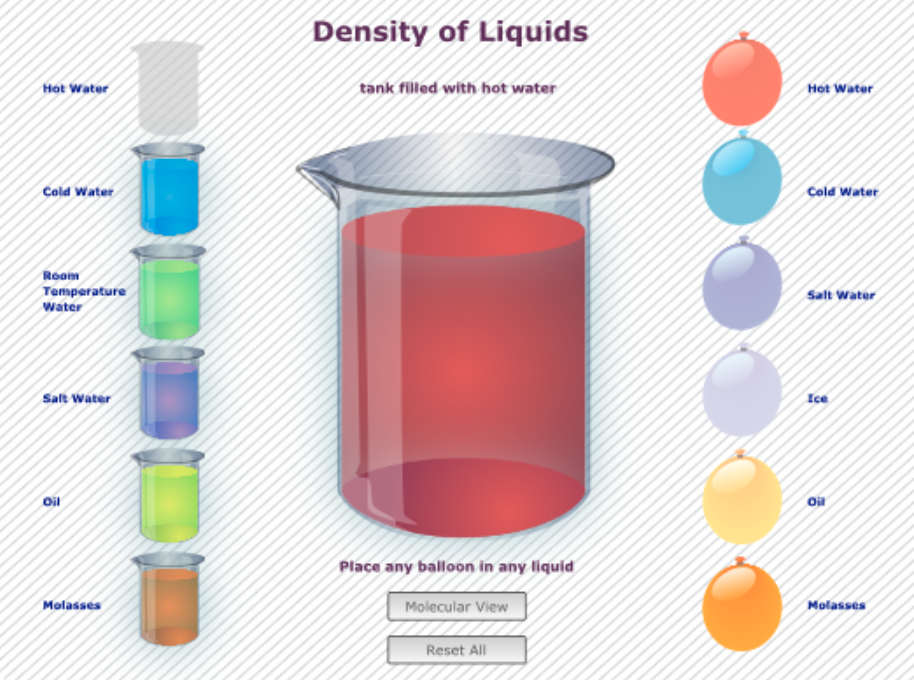 Density of Liquids
tank filled with hot water
Hot Water
Cold Water
Room
Temperature
Water
Salt Water
Oil
Molasses
Hot Water
Cold Water
Salt Water
Ice
Oil
Molasses
Place any balloon in any liquid
Molecular View
Reset All